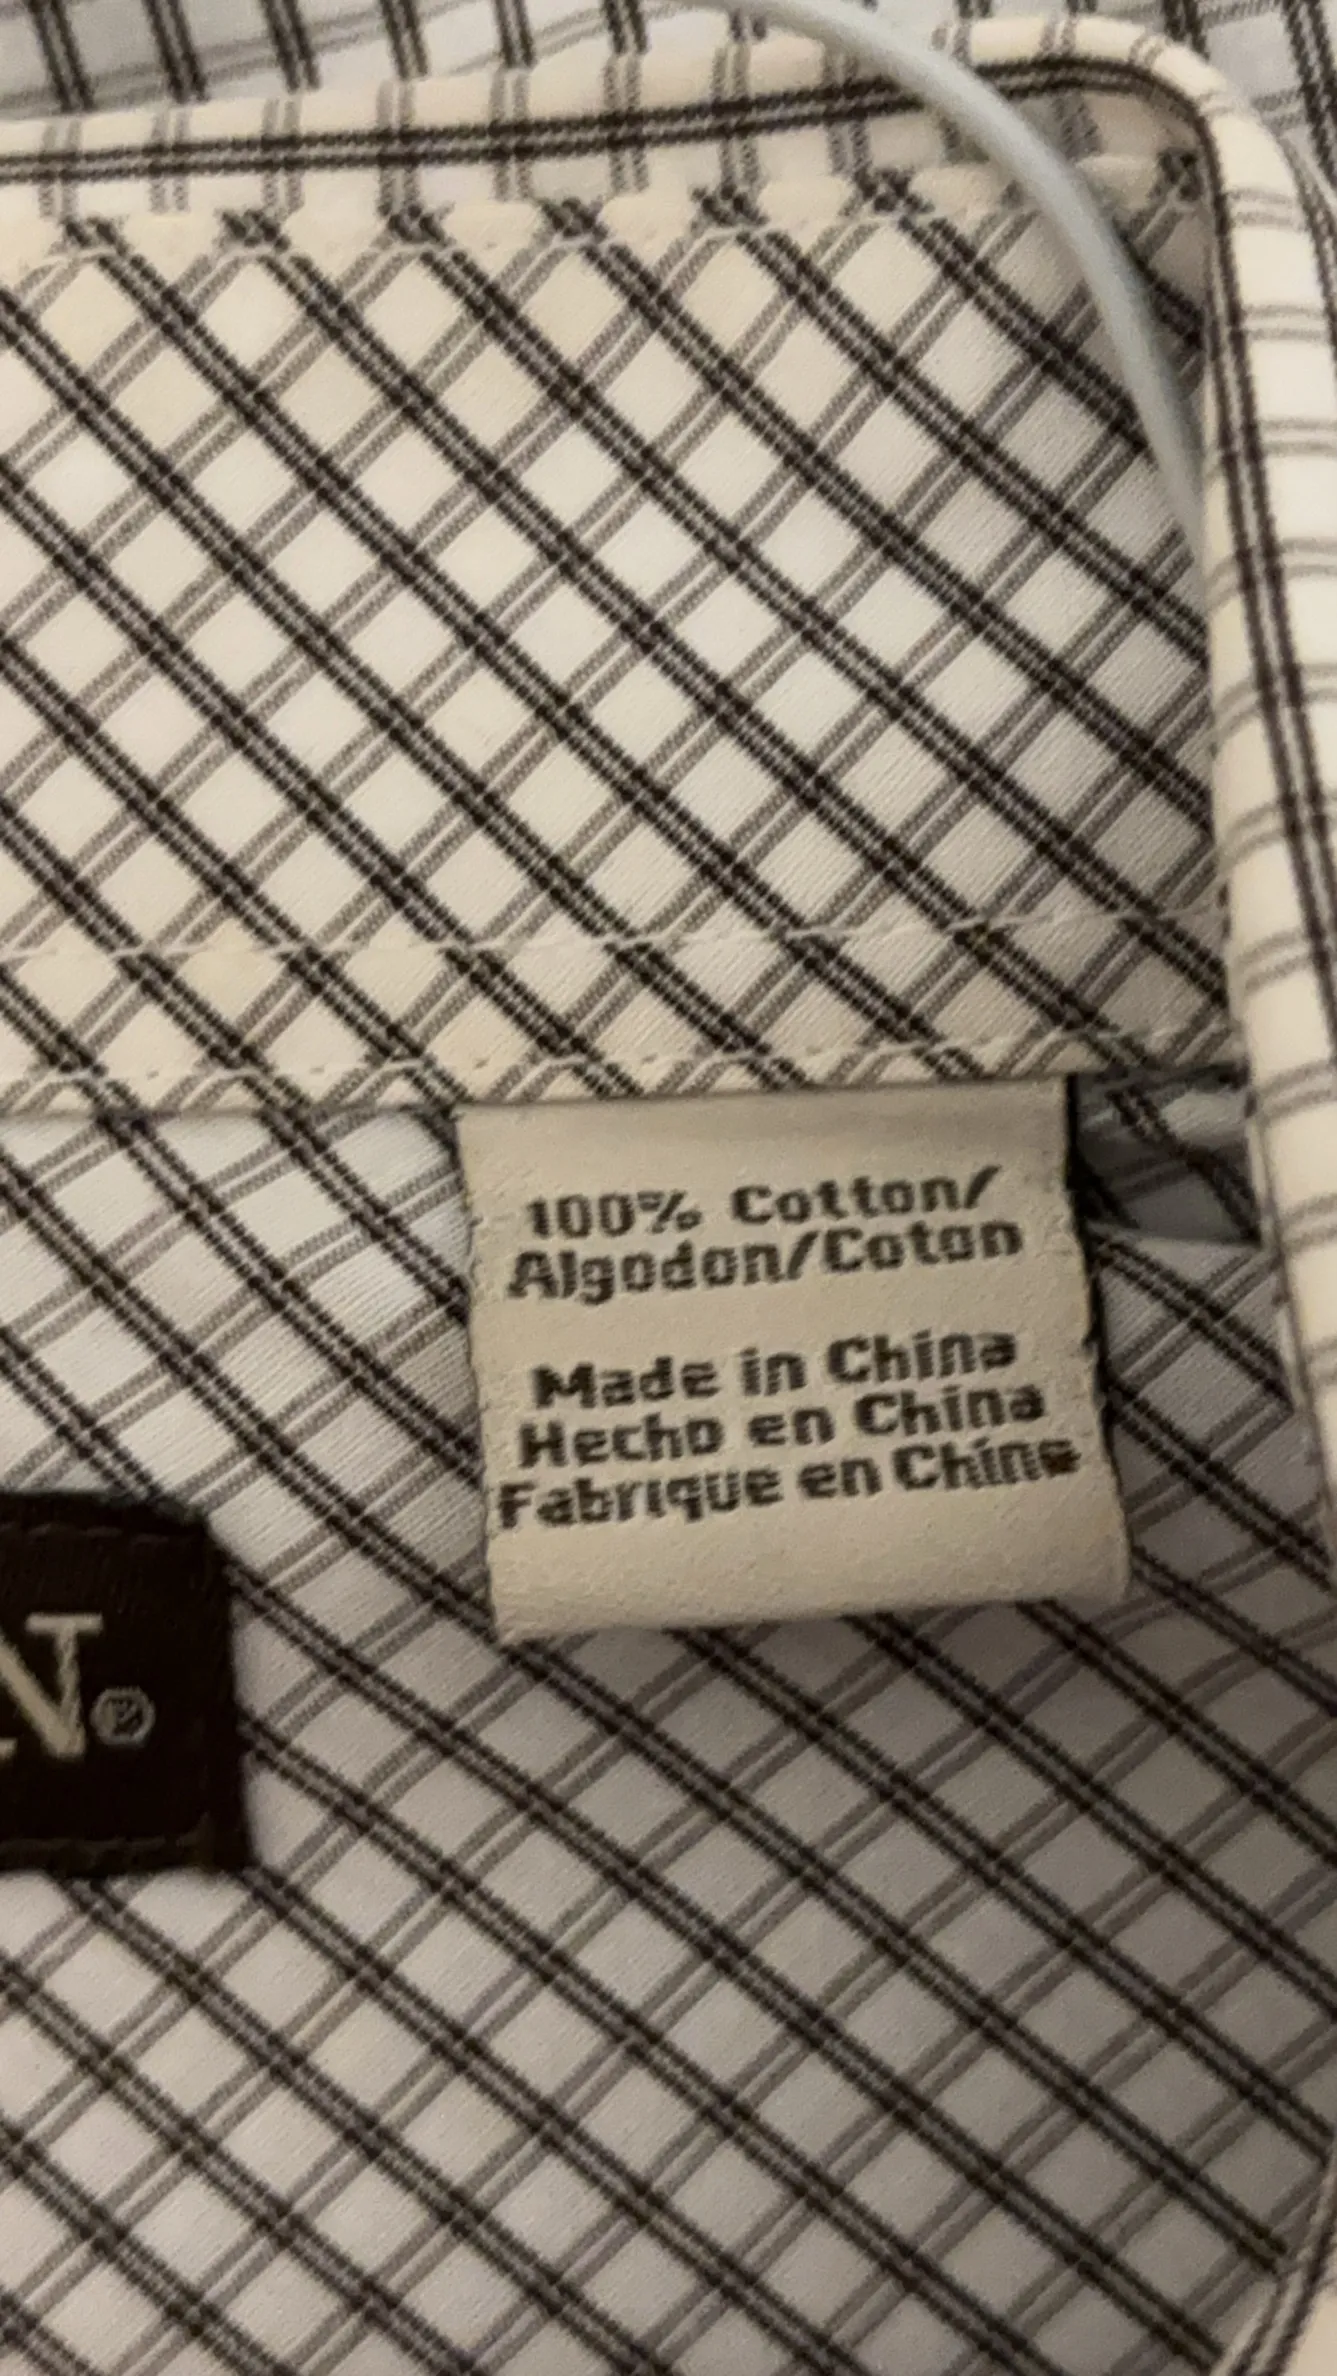 100% Cotton/
Algodon/Coton
Made in China
Hecho en China
Fabrique en Chine
N®